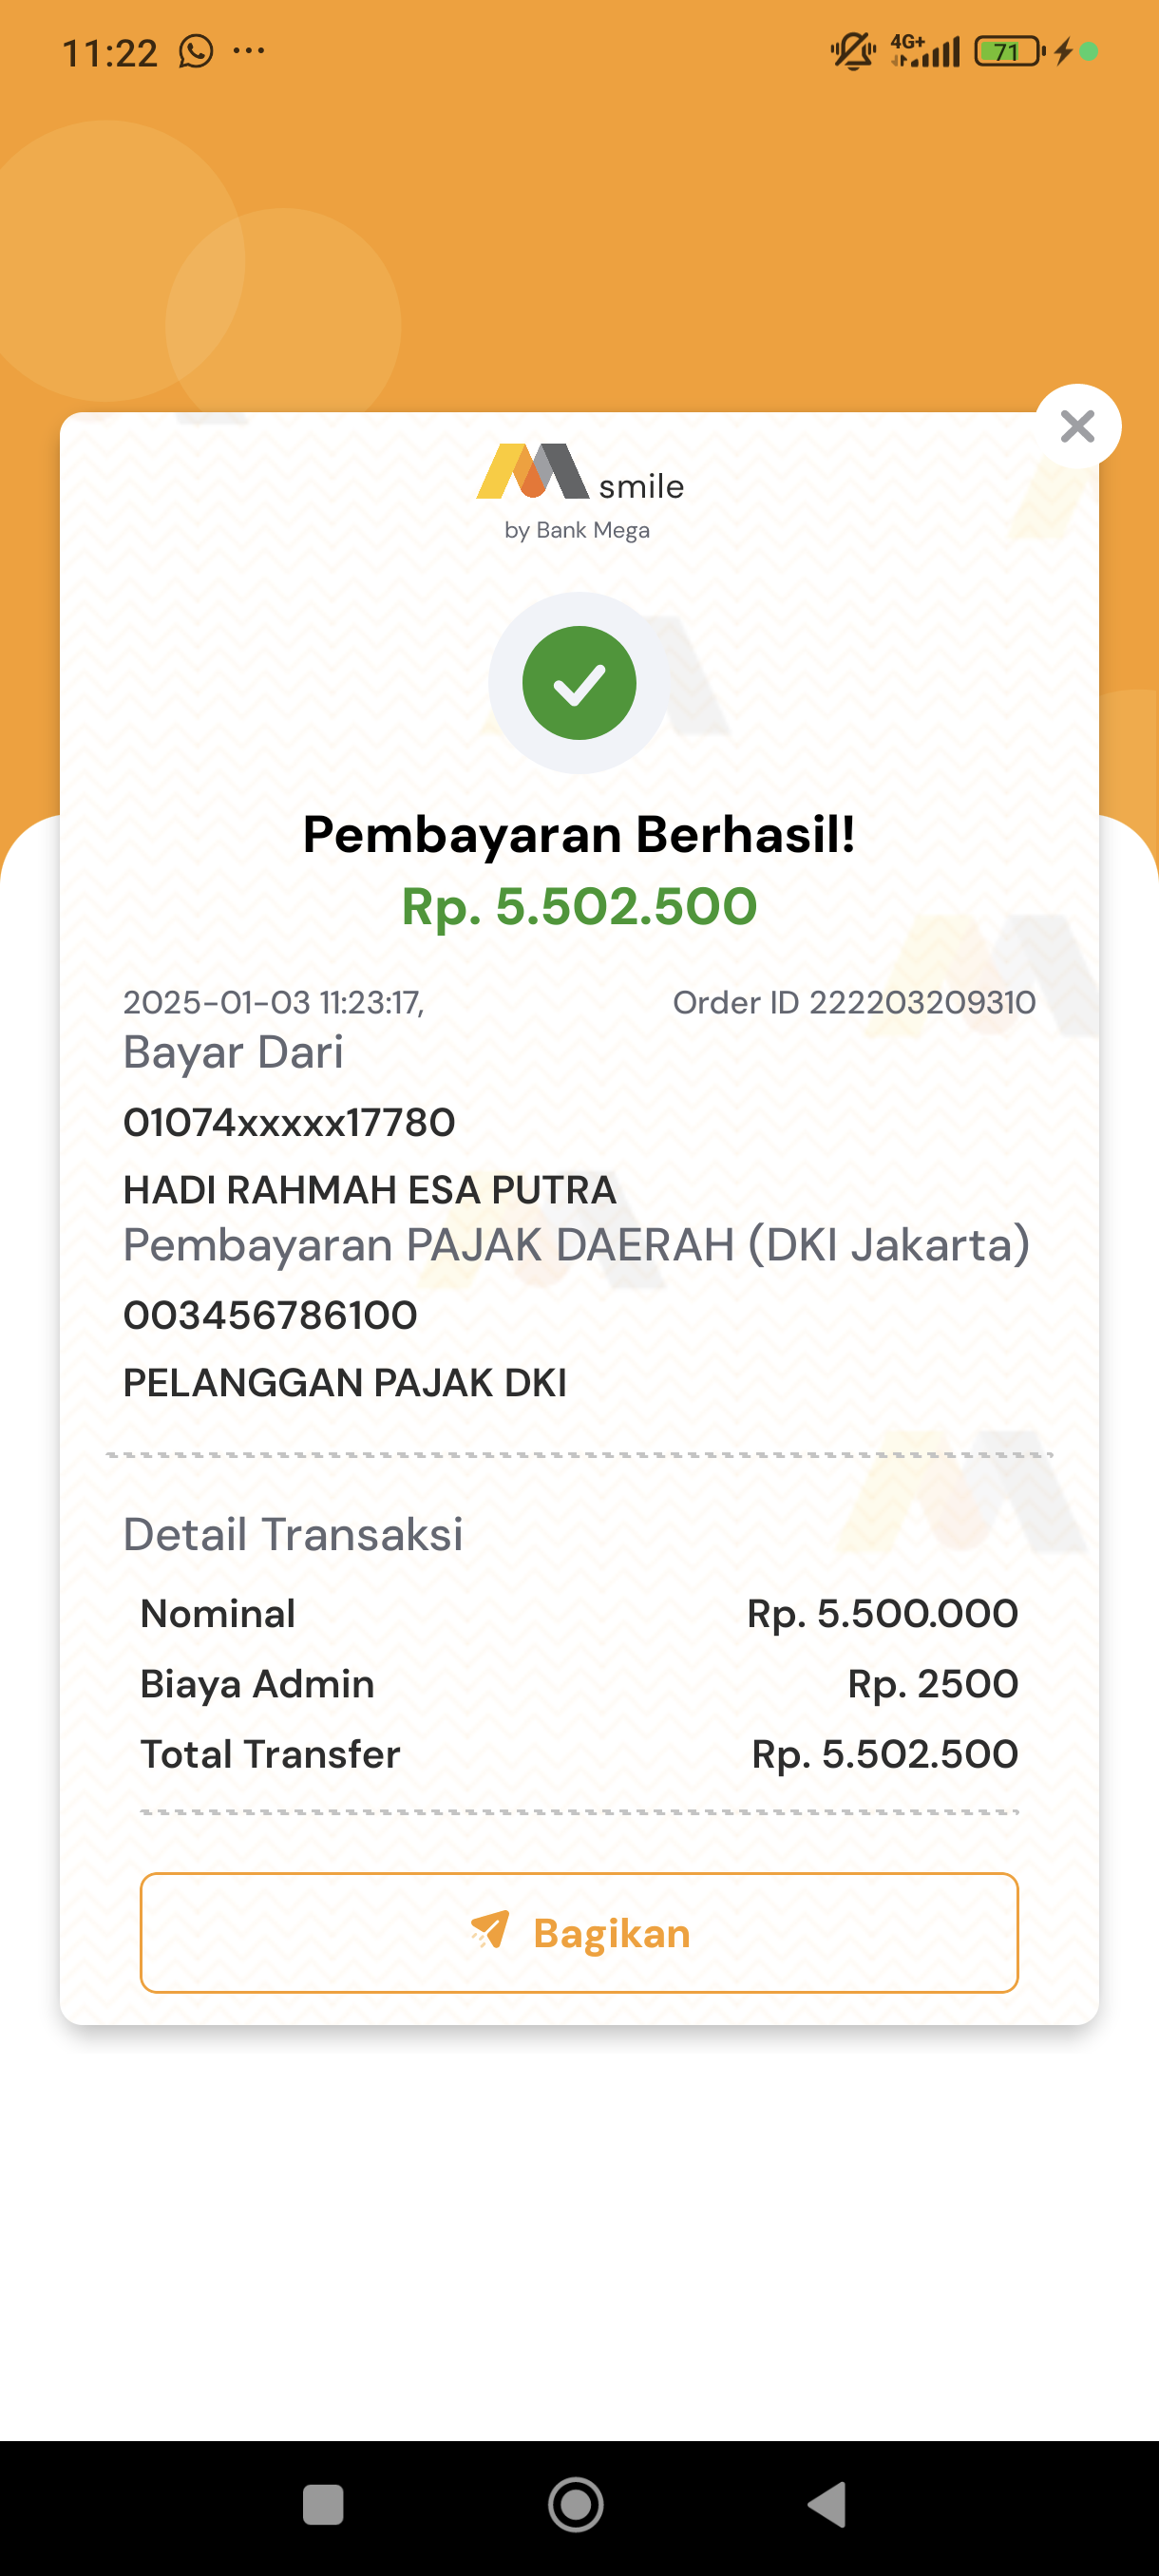 11:22 ... 4G+ 71
smile
by Bank Mega
Pembayaran Berhasil!
Rp. 5.502.500
2025-01-03 11:23:17, Order ID 222203209310
Bayar Dari
01074xxxxx17780
HADI RAHMAH ESA PUTRA
Pembayaran PAJAK DAERAH (DKI Jakarta)
003456786100
PELANGGAN PAJAK DKI
Detail Transaksi
Nominal Rp. 5.500.000
Biaya Admin Rp. 2500
Total Transfer Rp. 5.502.500
Bagikan